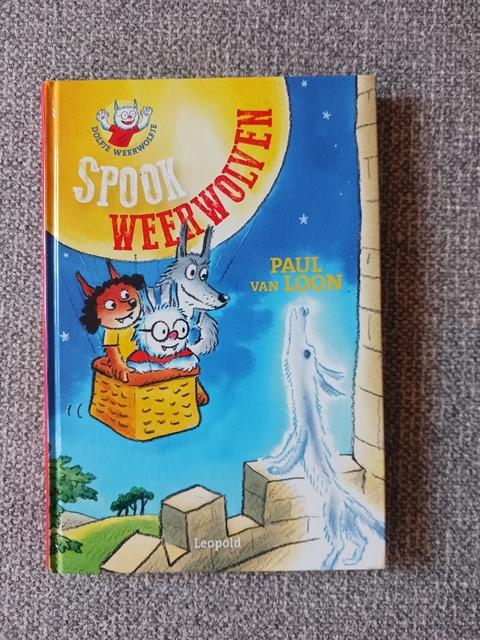 DOLFJE WEERWOLFJE
SPOOK
WEERWOLVEN
PAUL
VAN LOON
Leopold